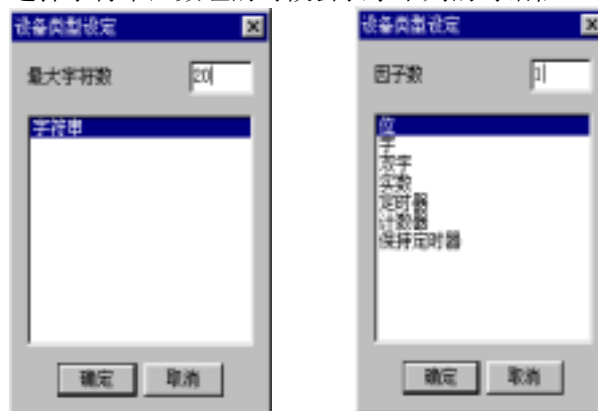 设备类型设定
最大字符数 20
字符串
确定 取消
设备类型设定
因子数 1
位
字
双字
实数
定时器
计数器
保持定时器
确定 取消